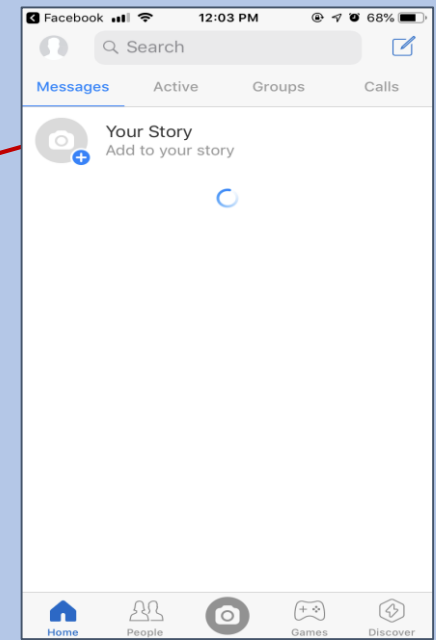 Facebook 12:03 PM 68%
Search
Messages Active Groups Calls
Your Story
Add to your story
Home People Games Discover